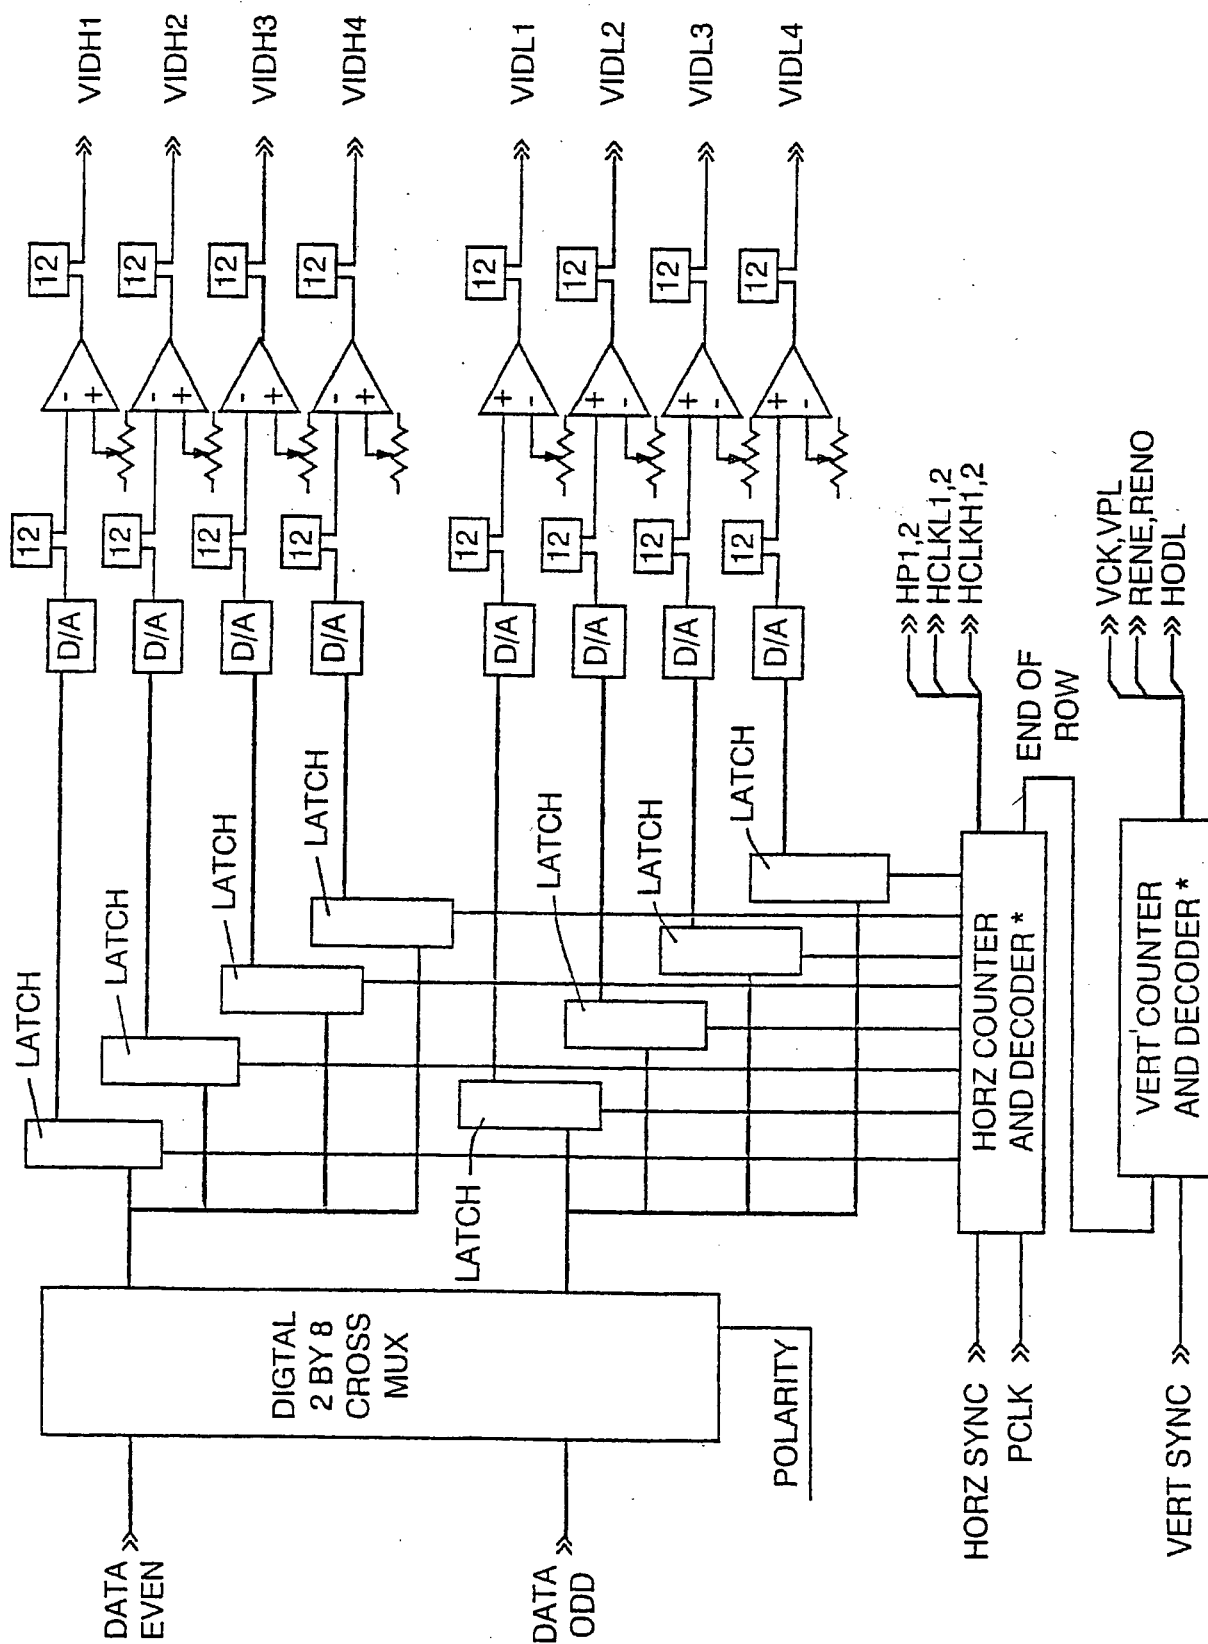 DATA
EVEN
DATA
ODD
DIGTAL
2 BY 8
CROSS
MUX
POLARITY
LATCH
LATCH
LATCH
LATCH
LATCH
LATCH
LATCH
LATCH
D/A
D/A
D/A
D/A
D/A
D/A
D/A
D/A
12
12
12
12
12
12
12
12
- +
- +
- +
- +
+ -
+ -
+ -
+ -
12
12
12
12
12
12
12
12
VIDH1
VIDH2
VIDH3
VIDH4
VIDL1
VIDL2
VIDL3
VIDL4
HORZ SYNC
PCLK
HORZ COUNTER
AND DECODER *
HP1,2
HCLKL1,2
HCLKH1,2
END OF
ROW
VERT SYNC
VERT COUNTER
AND DECODER *
VCK,VPL
RENE,RENO
HODL